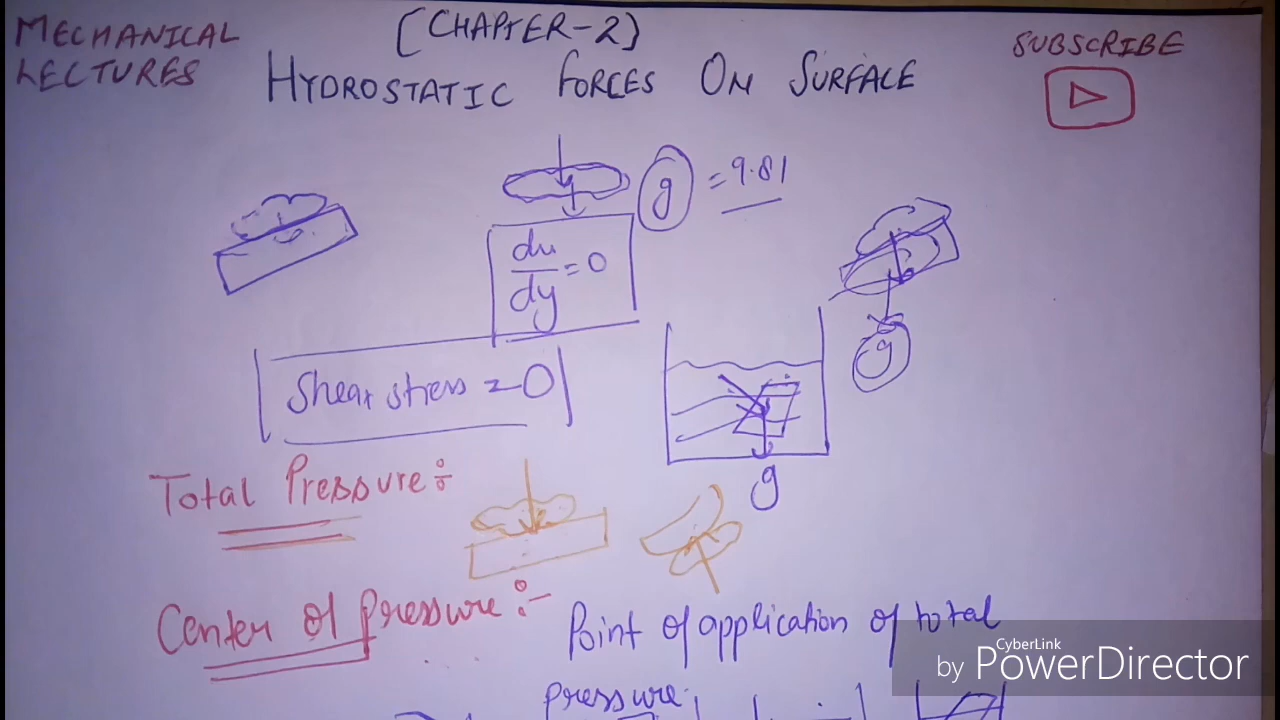 MECHANICAL
LECTURES
[CHAPTER-2]
HYDROSTATIC FORCES ON SURFACE
SUBSCRIBE
g = 9.81
du
dy
= 0
g
Shear stress = 0
g
Total Pressure :-
Center of pressure :-
Point of application of total
pressure.
CyberLink
by PowerDirector